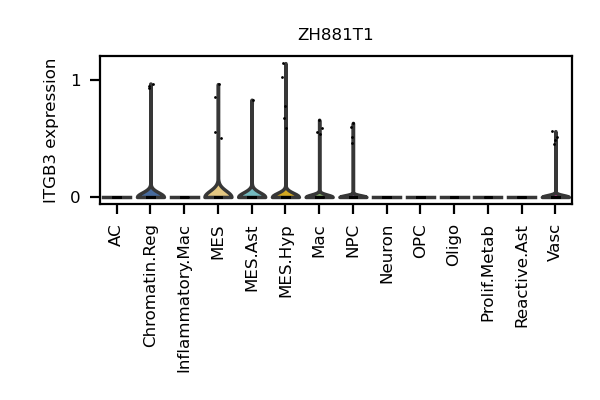 ZH881T1
ITGB3 expression
1
0
AC
Chromatin.Reg
Inflammatory.Mac
MES
MES.Ast
MES.Hyp
Mac
NPC
Neuron
OPC
Oligo
Prolif.Metab
Reactive.Ast
Vasc